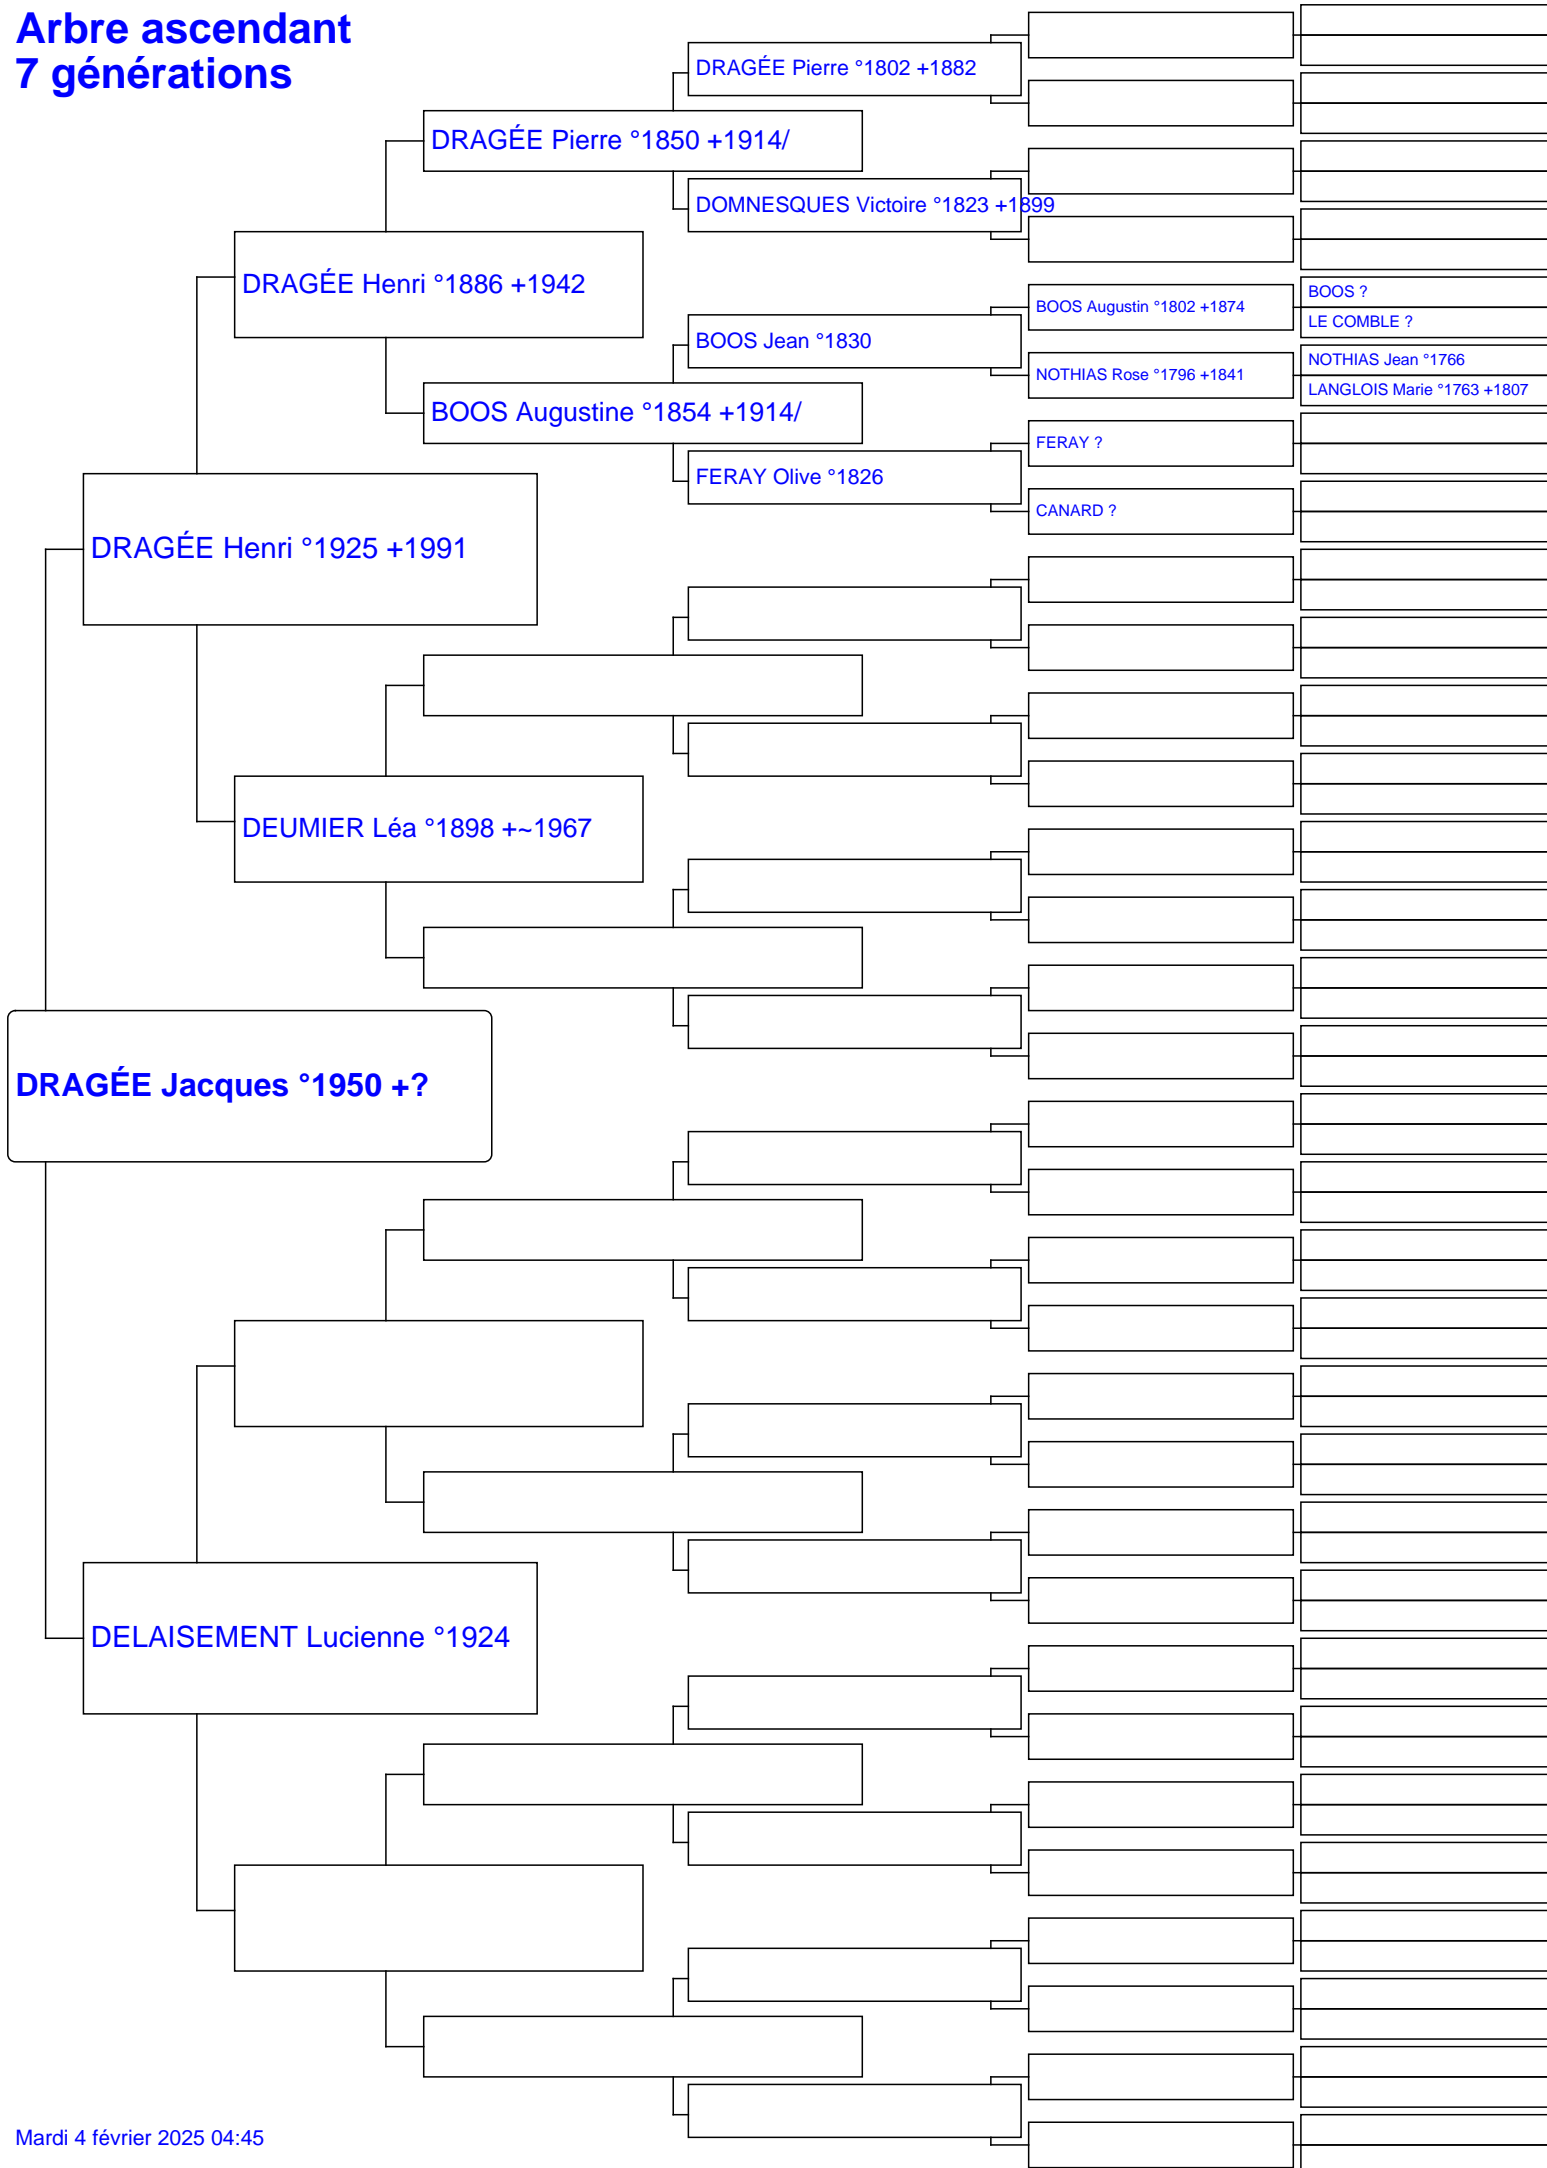 Arbre ascendant
7 générations
DRAGÉE Pierre °1802 +1882
DRAGÉE Pierre °1850 +1914/
DOMNESQUES Victoire °1823 +1899
DRAGÉE Henri °1886 +1942
BOOS ?
BOOS Augustin °1802 +1874
LE COMBLE ?
BOOS Jean °1830
NOTHIAS Jean °1766
NOTHIAS Rose °1796 +1841
LANGLOIS Marie °1763 +1807
BOOS Augustine °1854 +1914/
FERAY ?
FERAY Olive °1826
CANARD ?
DRAGÉE Henri °1925 +1991
DEUMIER Léa °1898 +~1967
DRAGÉE Jacques °1950 +?
DELAISEMENT Lucienne °1924
Mardi 4 février 2025 04:45